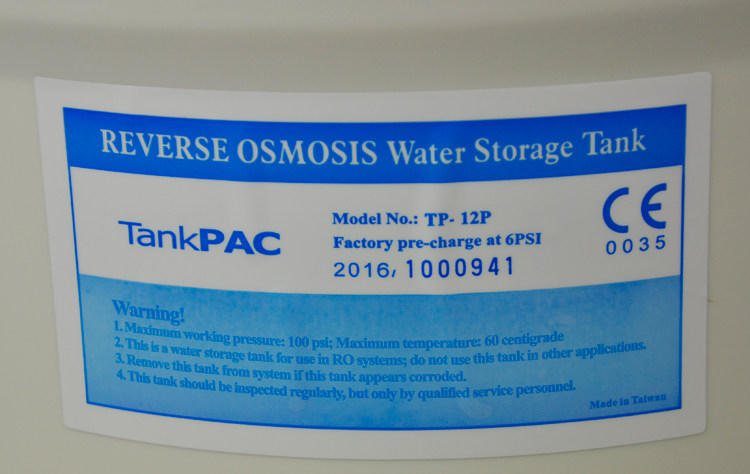 REVERSE OSMOSIS Water Storage Tank
TankPAC
Model No.: TP- 12P
Factory pre-charge at 6PSI
2016, 1000941
CE
0035
Warning!
1. Maximum working pressure: 100 psi; Maximum temperature: 60 centigrade
2. This is a water storage tank for use in RO systems; do not use this tank in other applications.
3. Remove this tank from system if this tank appears corroded.
4. This tank should be inspected regularly, but only by qualified service personnel.
Made in Taiwan